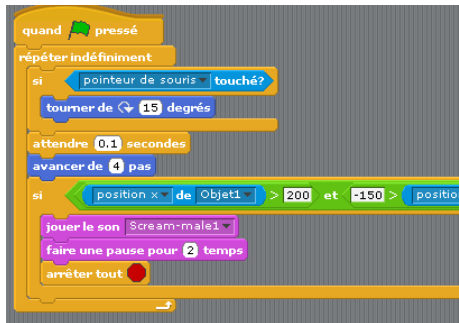 quand pressé
répéter indéfiniment
si pointeur de souris touché?
tourner de 15 degrés
attendre 0.1 secondes
avancer de 4 pas
si position x de Objet1 > 200 et -150 > positio
jouer le son Scream-male1
faire une pause pour 2 temps
arrêter tout